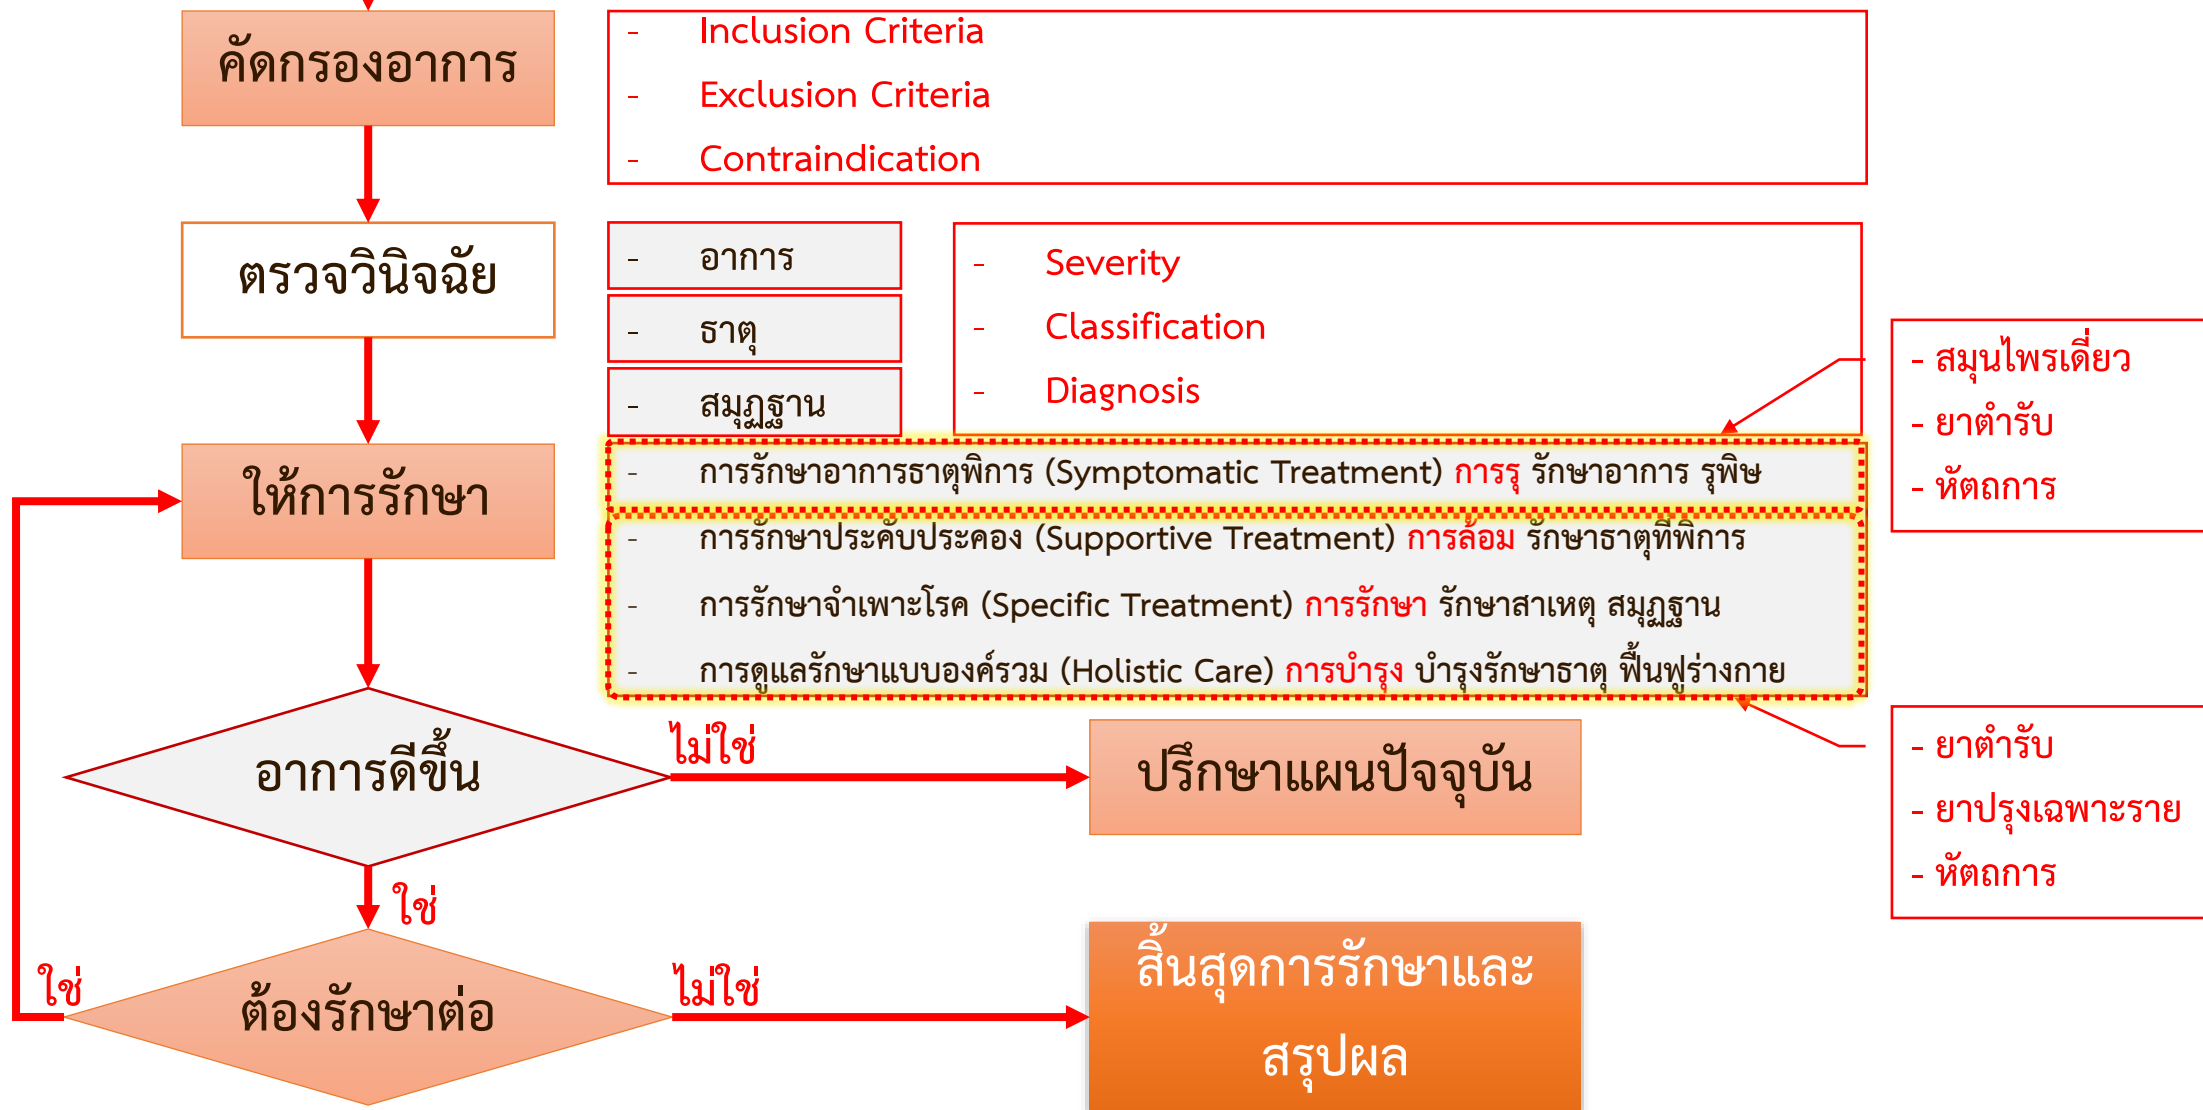 คัดกรองอาการ
- Inclusion Criteria
- Exclusion Criteria
- Contraindication
ตรวจวินิจฉัย
- อาการ
- ธาตุ
- สมุฏฐาน
- Severity
- Classification
- Diagnosis
- สมุนไพรเดี่ยว
- ยาตำรับ
- หัตถการ
ให้การรักษา
- การรักษาอาการธาตุพิการ (Symptomatic Treatment) การรุ รักษาอาการ รุพิษ
- การรักษาประคับประคอง (Supportive Treatment) การล้อม รักษาธาตุที่พิการ
- การรักษาจำเพาะโรค (Specific Treatment) การรักษา รักษาสาเหตุ สมุฏฐาน
- การดูแลรักษาแบบองค์รวม (Holistic Care) การบำรุง บำรุงรักษาธาตุ ฟื้นฟูร่างกาย
- ยาตำรับ
- ยาปรุงเฉพาะราย
- หัตถการ
อาการดีขึ้น
ไม่ใช่
ปรึกษาแผนปัจจุบัน
ใช่
ใช่
ต้องรักษาต่อ
ไม่ใช่
สิ้นสุดการรักษาและ
สรุปผล